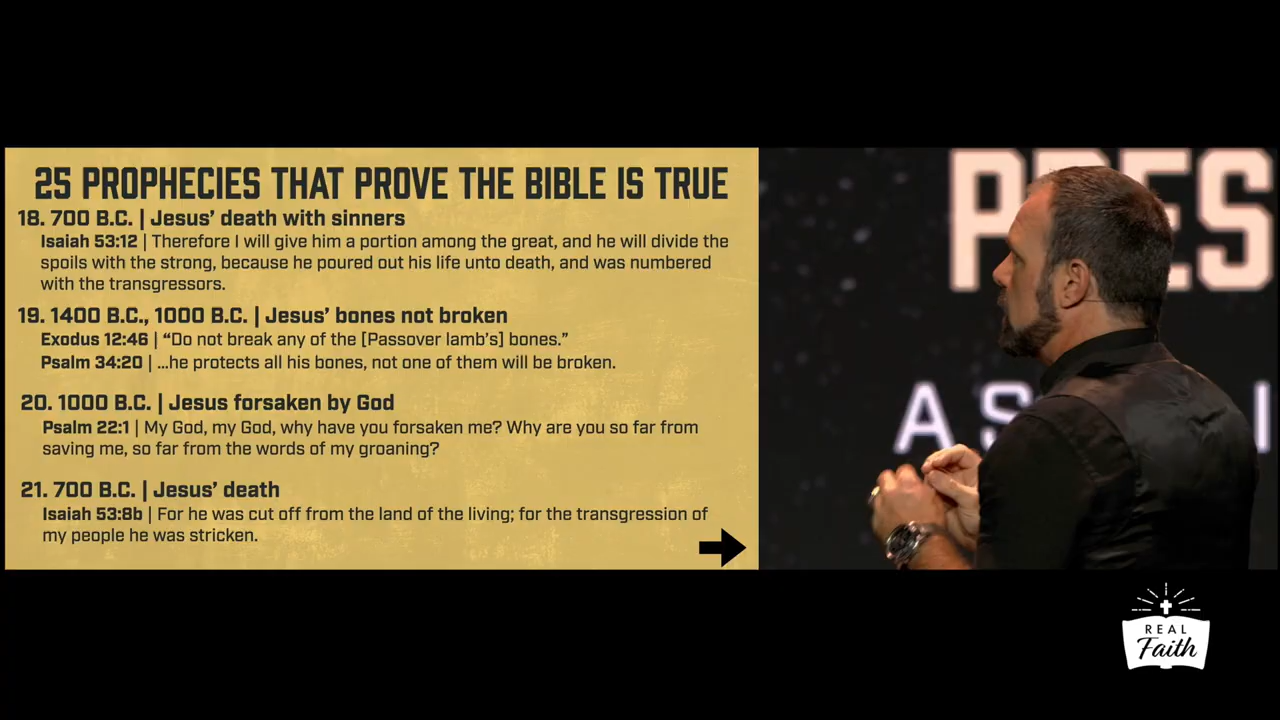 25 PROPHECIES THAT PROVE THE BIBLE IS TRUE
18. 700 B.C. | Jesus’ death with sinners
Isaiah 53:12 | Therefore I will give him a portion among the great, and he will divide the
spoils with the strong, because he poured out his life unto death, and was numbered
with the transgressors.
19. 1400 B.C., 1000 B.C. | Jesus’ bones not broken
Exodus 12:46 | “Do not break any of the [Passover lamb’s] bones.”
Psalm 34:20 | ...he protects all his bones, not one of them will be broken.
20. 1000 B.C. | Jesus forsaken by God
Psalm 22:1 | My God, my God, why have you forsaken me? Why are you so far from
saving me, so far from the words of my groaning?
21. 700 B.C. | Jesus’ death
Isaiah 53:8b | For he was cut off from the land of the living; for the transgression of
my people he was stricken.
REAL
Faith